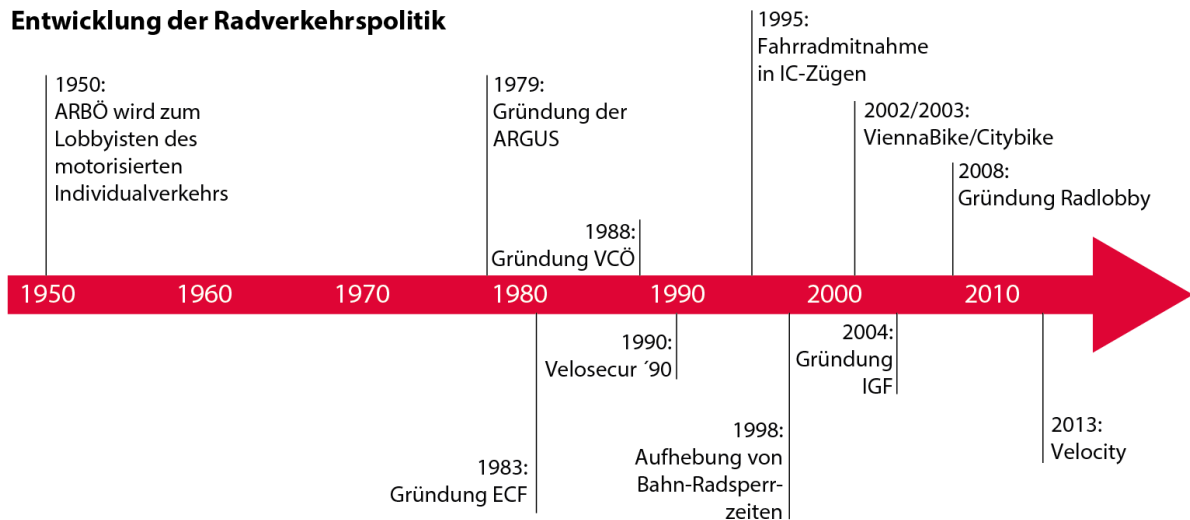 Entwicklung der Radverkehrspolitik
1950:
ARBÖ wird zum
Lobbyisten des
motorisierten
Individualverkehrs
1979:
Gründung der
ARGUS
1988:
Gründung VCÖ
1995:
Fahrradmitnahme
in IC-Zügen
2002/2003:
ViennaBike/Citybike
2008:
Gründung Radlobby
1950 1960 1970 1980 1990 2000 2010
1983:
Gründung ECF
1990:
Velosecur ´90
1998:
Aufhebung von
Bahn-Radsperr-
zeiten
2004:
Gründung
IGF
2013:
Velocity